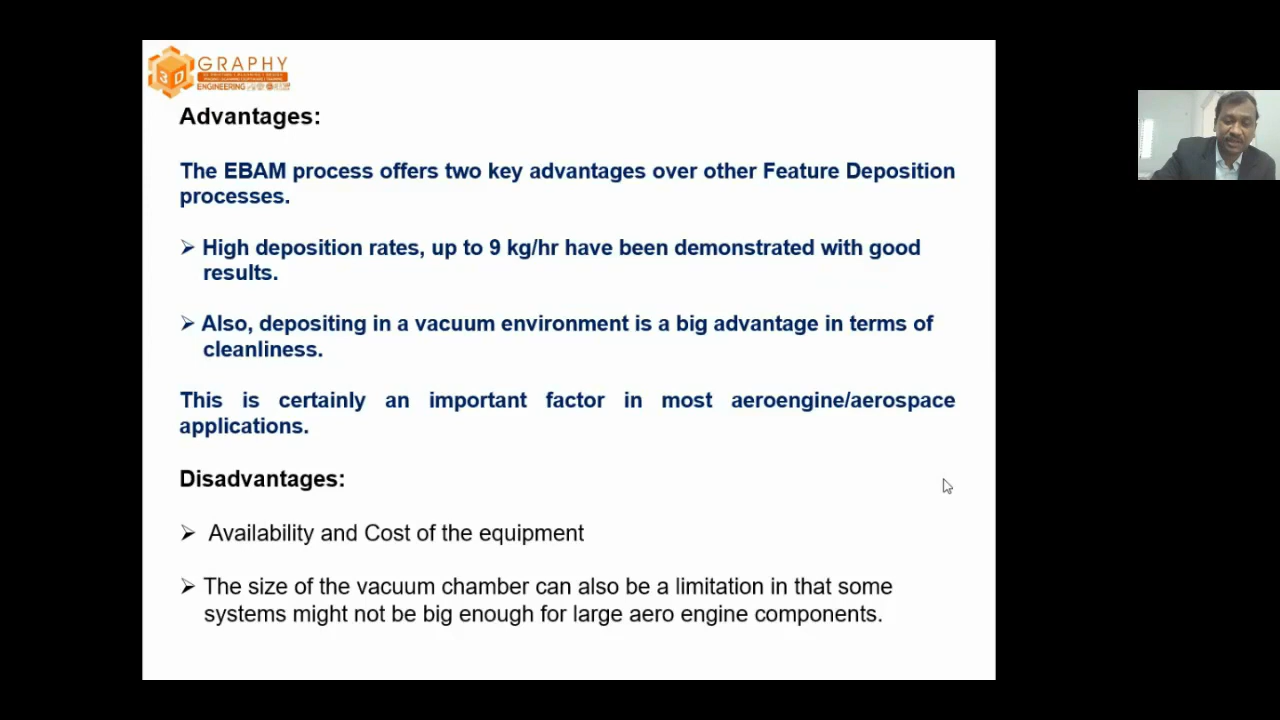 3D
GRAPHY
ENGINEERING
Advantages:
The EBAM process offers two key advantages over other Feature Deposition
processes.
➢ High deposition rates, up to 9 kg/hr have been demonstrated with good
results.
➢ Also, depositing in a vacuum environment is a big advantage in terms of
cleanliness.
This is certainly an important factor in most aeroengine/aerospace
applications.
Disadvantages:
➢ Availability and Cost of the equipment
➢ The size of the vacuum chamber can also be a limitation in that some
systems might not be big enough for large aero engine components.